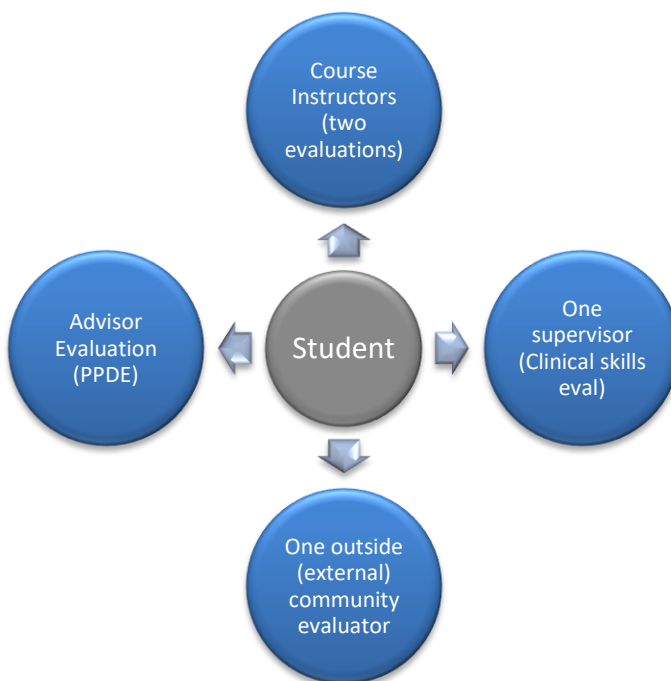 Course
Instructors
(two
evaluations)
Advisor
Evaluation
(PPDE)
Student
One
supervisor
(Clinical skills
eval)
One outside
(external)
community
evaluator